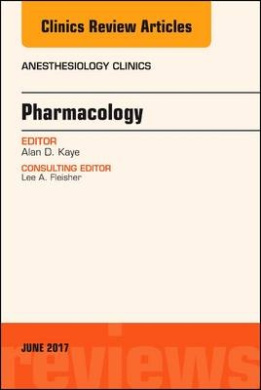 Clinics Review Articles
ANESTHESIOLOGY CLINICS
Pharmacology
EDITOR
Alan D. Kaye
CONSULTING EDITOR
Lee A. Fleisher
JUNE 2017
reviews